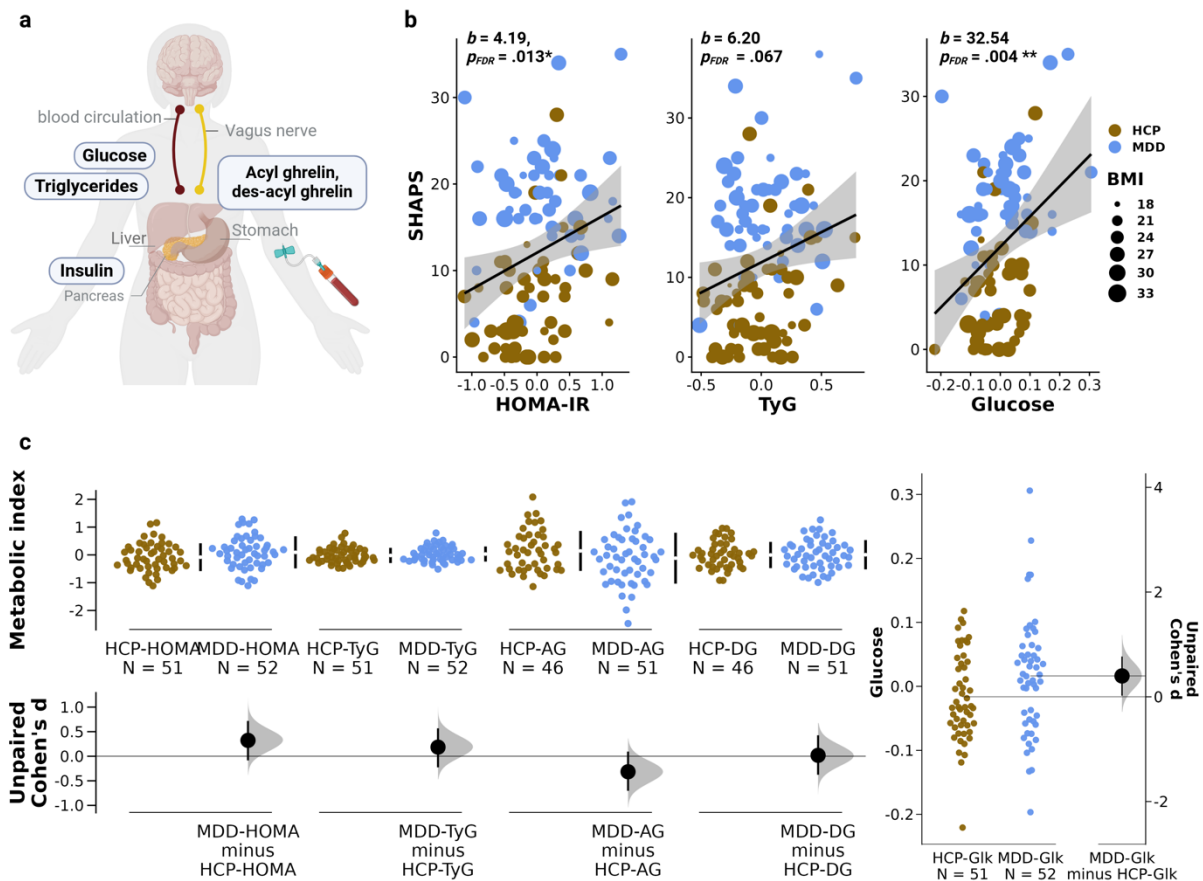 a
blood circulation
Vagus nerve
Glucose
Triglycerides
Acyl ghrelin,
des-acyl ghrelin
Liver
Stomach
Insulin
Pancreas
b
b = 4.19,
pFDR = .013*
b = 6.20
pFDR = .067
b = 32.54
pFDR = .004 **
SHAPS
30
20
10
0
-1.0 -0.5 0.0 0.5 1.0
HOMA-IR
30
20
10
0
-0.5 0.0 0.5
TyG
30
20
10
0
-0.2 -0.1 0.0 0.1 0.2 0.3
Glucose
HCP
MDD
BMI
18
21
24
27
30
33
c
Metabolic index
2
1
0
-1
-2
HCP-HOMA
N = 51
MDD-HOMA
N = 52
HCP-TyG
N = 51
MDD-TyG
N = 52
HCP-AG
N = 46
MDD-AG
N = 51
HCP-DG
N = 46
MDD-DG
N = 51
Unpaired
Cohen's d
1.0
0.5
0.0
-0.5
-1.0
MDD-HOMA
minus
HCP-HOMA
MDD-TyG
minus
HCP-TyG
MDD-AG
minus
HCP-AG
MDD-DG
minus
HCP-DG
Glucose
0.3
0.2
0.1
0.0
-0.1
-0.2
HCP-Glk
N = 51
MDD-Glk
N = 52
MDD-Glk
minus HCP-Glk
4
2
0
-2
Unpaired
Cohen's d